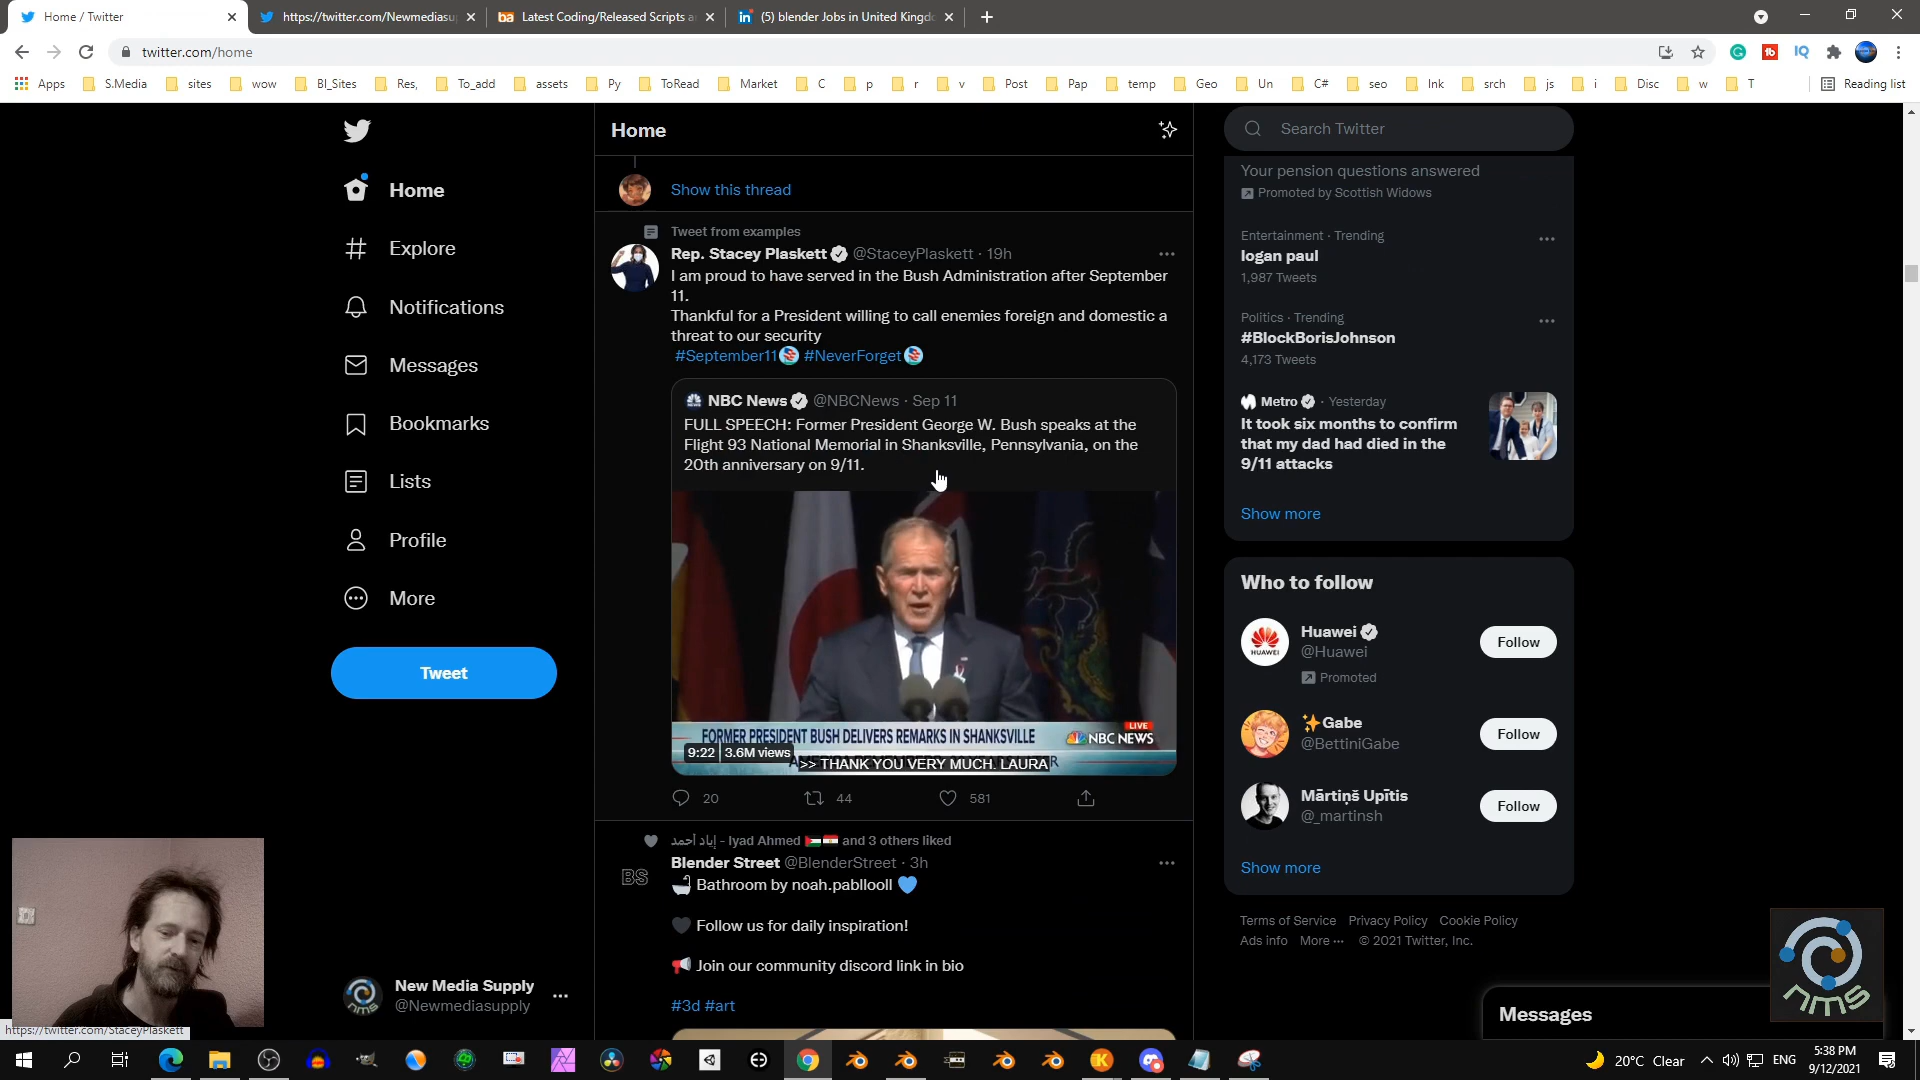 Home / Twitter
https://twitter.com/Newmediasu
Latest Coding/Released Scripts a
(5) blender Jobs in United Kingdo
twitter.com/home
Apps S.Media sites wow Bl_Sites Res, To_add assets Py ToRead Market C p r v Post Pap temp Geo Un C# seo Ink srch js i Disc w T Reading list
Home
Explore
Notifications
Messages
Bookmarks
Lists
Profile
More
Tweet
New Media Supply
@Newmediasupply
https://twitter.com/StaceyPlaskett
Home
Show this thread
Tweet from examples
Rep. Stacey Plaskett @StaceyPlaskett · 19h
I am proud to have served in the Bush Administration after September
11.
Thankful for a President willing to call enemies foreign and domestic a
threat to our security
#September11 #NeverForget
NBC News @NBCNews · Sep 11
FULL SPEECH: Former President George W. Bush speaks at the
Flight 93 National Memorial in Shanksville, Pennsylvania, on the
20th anniversary on 9/11.
LIVE
FORMER PRESIDENT BUSH DELIVERS REMARKS IN SHANKSVILLE
NBC NEWS
9:22 3.6M views
>> THANK YOU VERY MUCH. LAURA
20 44 581
إياد أحمد - Iyad Ahmed and 3 others liked
BS
Blender Street @BlenderStreet · 3h
Bathroom by noah.pabllooll
Follow us for daily inspiration!
Join our community discord link in bio
#3d #art
Search Twitter
Your pension questions answered
Promoted by Scottish Widows
Entertainment · Trending
logan paul
1,987 Tweets
Politics · Trending
#BlockBorisJohnson
4,173 Tweets
Metro · Yesterday
It took six months to confirm
that my dad had died in the
9/11 attacks
Show more
Who to follow
HUAWEI
Huawei
@Huawei
Promoted
Follow
Gabe
@BettiniGabe
Follow
Mārtiņš Upītis
@_martinsh
Follow
Show more
Terms of Service Privacy Policy Cookie Policy
Ads info More ··· © 2021 Twitter, Inc.
nms
Messages
20°C Clear
ENG
5:38 PM
9/12/2021